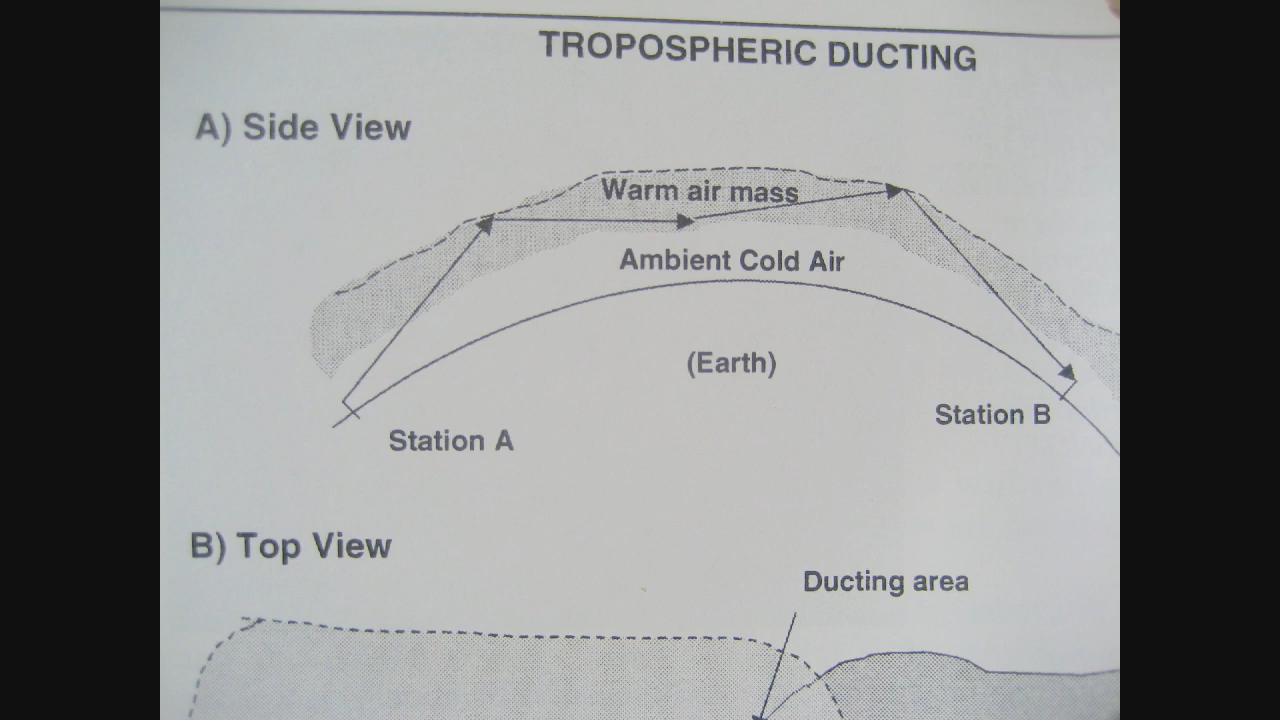 TROPOSPHERIC DUCTING
A) Side View
Warm air mass
Ambient Cold Air
(Earth)
Station B
Station A
B) Top View
Ducting area